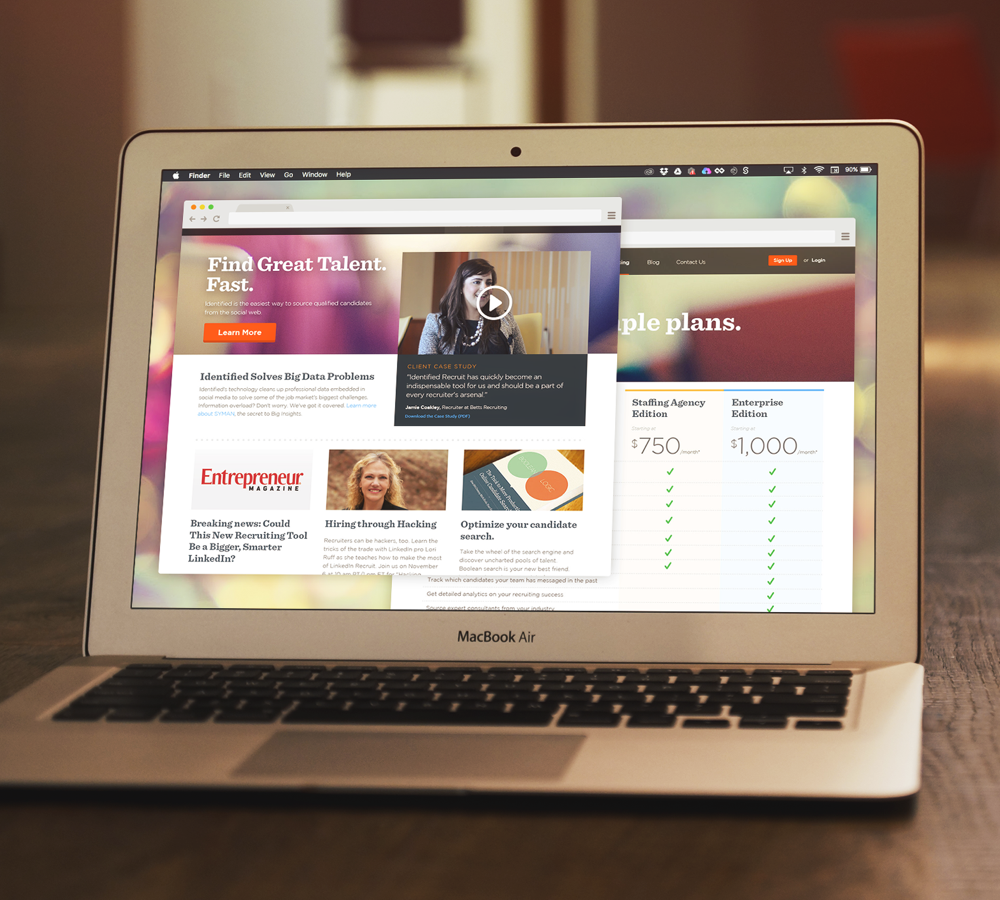 Finder File Edit View Go Window Help
90%
Find Great Talent.
Fast.
Identified is the easiest way to source qualified candidates
from the social web.
Learn More
CLIENT CASE STUDY
"Identified Recruit has quickly become an
indispensable tool for us and should be a part of
every recruiter's arsenal."
Jamie Coakley, Recruiter at Betts Recruiting
Download the Case Study (PDF)
Identified Solves Big Data Problems
Identified's technology cleans up professional data embedded in
social media to solve some of the job market's biggest challenges.
Information overload? Don't worry. We've got it covered. Learn more
about SYMAN, the secret to Big Insights.
Entrepreneur
MAGAZINE
Breaking news: Could
This New Recruiting Tool
Be a Bigger, Smarter
LinkedIn?
Hiring through Hacking
Recruiters can be hackers, too. Learn the
tricks of the trade with LinkedIn pro Lori
Ruff as she teaches how to make the most
of LinkedIn Recruit. Join us on November
Optimize your candidate
search.
Take the wheel of the search engine and
discover uncharted pools of talent.
Boolean search is your new best friend.
Blog Contact Us Sign Up or Login
ple plans.
Staffing Agency
Edition
Starting at
$750/month*
Enterprise
Edition
Starting at
$1,000/month*
Track which candidates your team has messaged in the past
Get detailed analytics on your recruiting success
Source expert consultants from your industry
MacBook Air